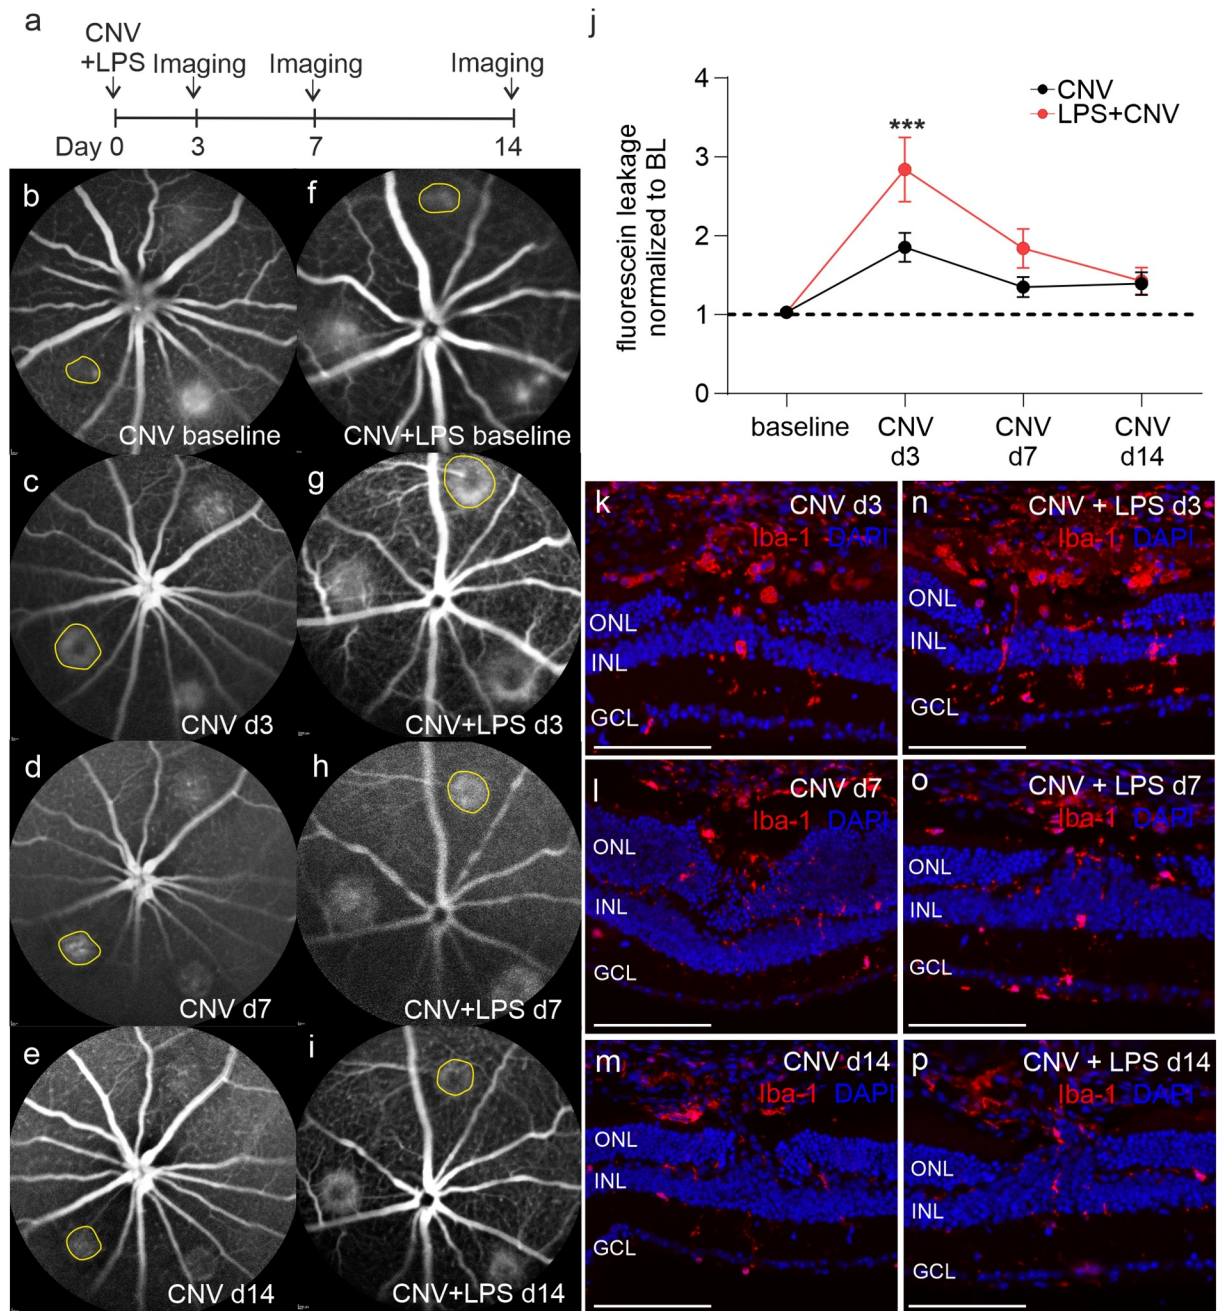 a
CNV
+LPS Imaging Imaging Imaging
Day 0 3 7 14
b
CNV baseline
f
CNV+LPS baseline
c
CNV d3
g
CNV+LPS d3
d
CNV d7
h
CNV+LPS d7
e
CNV d14
i
CNV+LPS d14
j
fluorescein leakage
normalized to BL
4
3
2
1
0
***
CNV
LPS+CNV
baseline CNV CNV CNV
d3 d7 d14
k
CNV d3
Iba-1 DAPI
ONL
INL
GCL
n
CNV + LPS d3
Iba-1 DAPI
ONL
INL
GCL
l
CNV d7
Iba-1 DAPI
ONL
INL
GCL
o
CNV + LPS d7
Iba-1 DAPI
ONL
INL
GCL
m
CNV d14
Iba-1 DAPI
ONL
INL
GCL
p
CNV + LPS d14
Iba-1 DAPI
ONL
INL
GCL